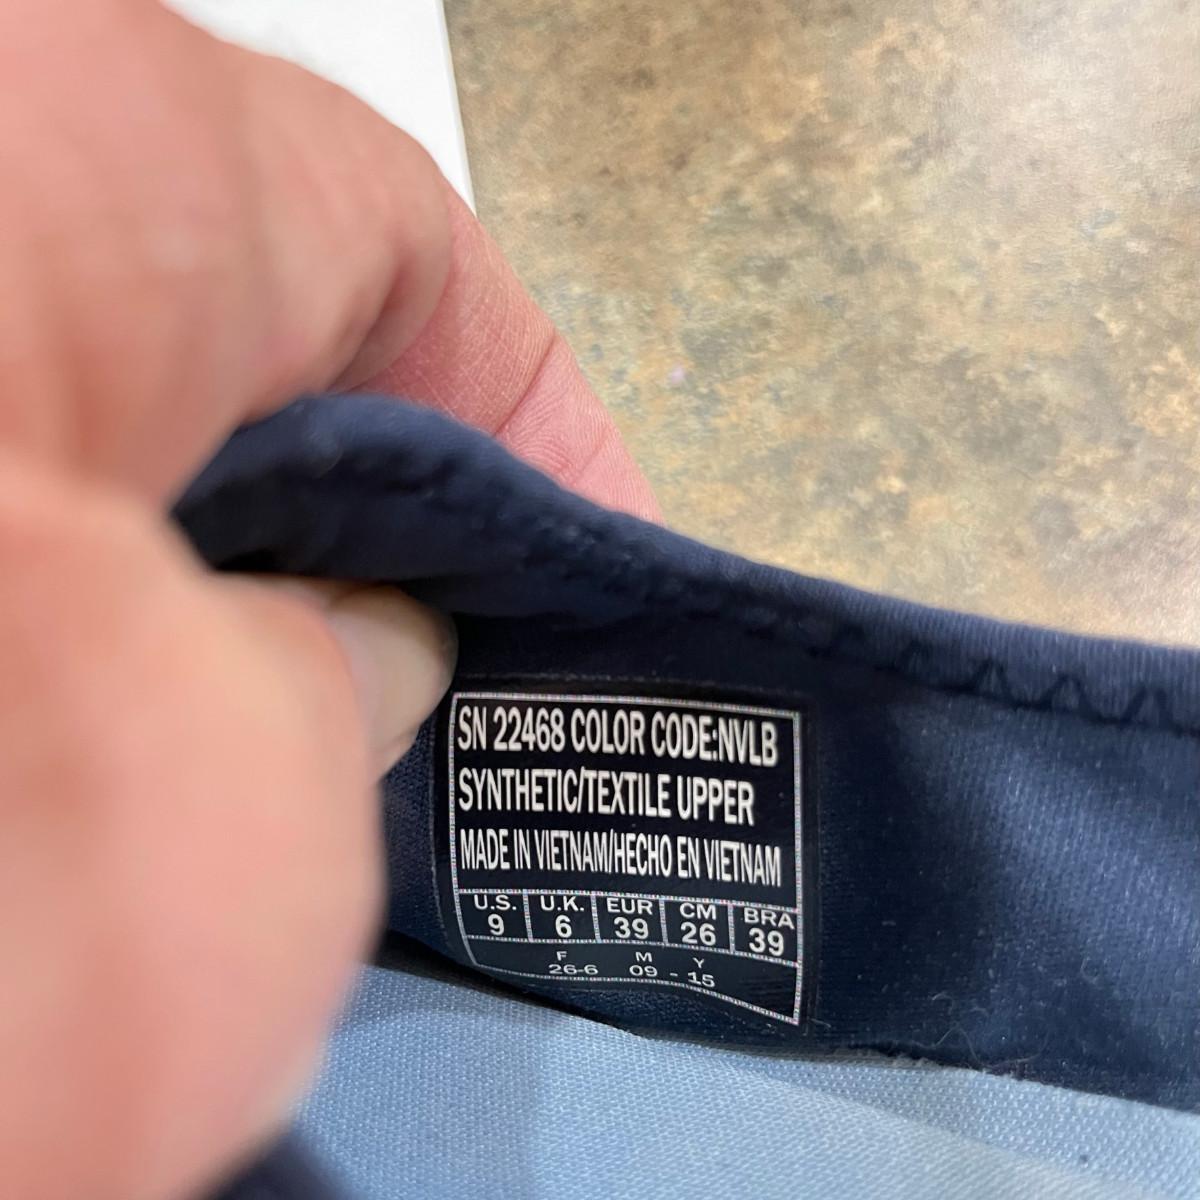 SN 22468 COLOR CODE:NVLB
SYNTHETIC/TEXTILE UPPER
MADE IN VIETNAM/HECHO EN VIETNAM
U.S. U.K. EUR CM BRA
9 6 39 26 39
F M Y
26-6 09 - 15